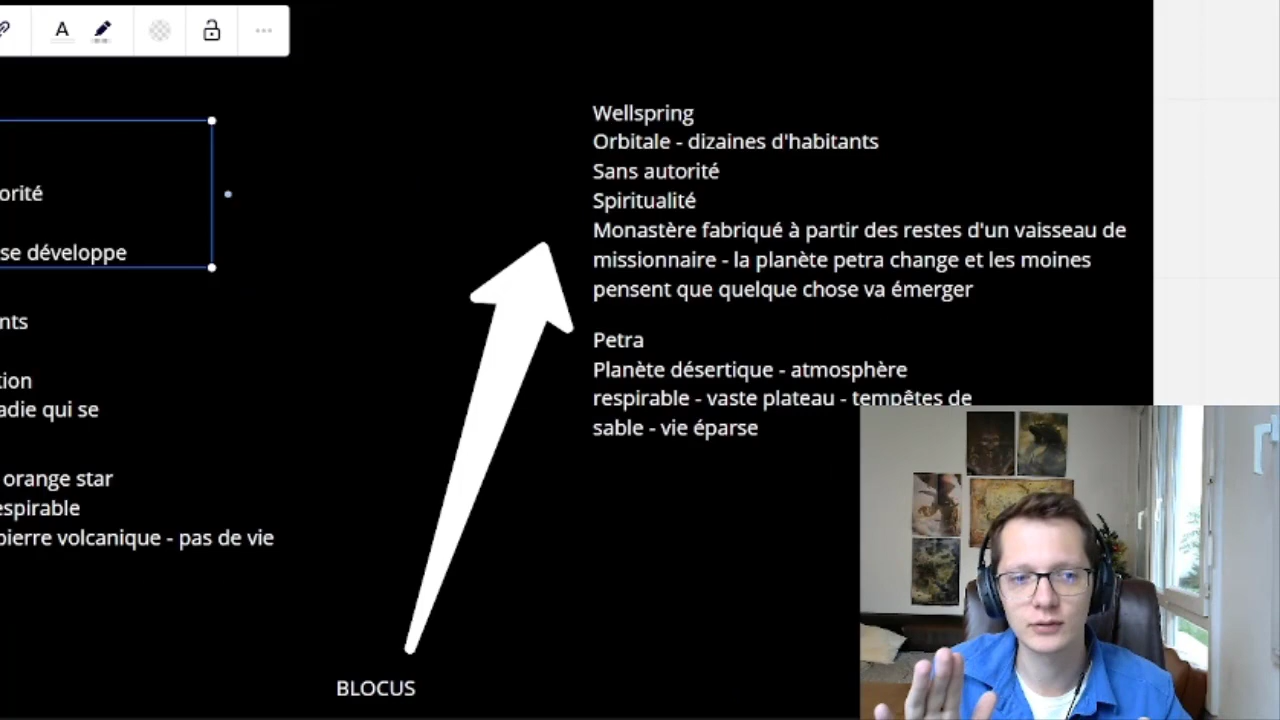 A
orité
se développe
nts
tion
adie qui se
orange star
espirable
pierre volcanique - pas de vie
BLOCUS
Wellspring
Orbitale - dizaines d'habitants
Sans autorité
Spiritualité
Monastère fabriqué à partir des restes d'un vaisseau de
missionnaire - la planète petra change et les moines
pensent que quelque chose va émerger
Petra
Planète désertique - atmosphère
respirable - vaste plateau - tempêtes de
sable - vie éparse